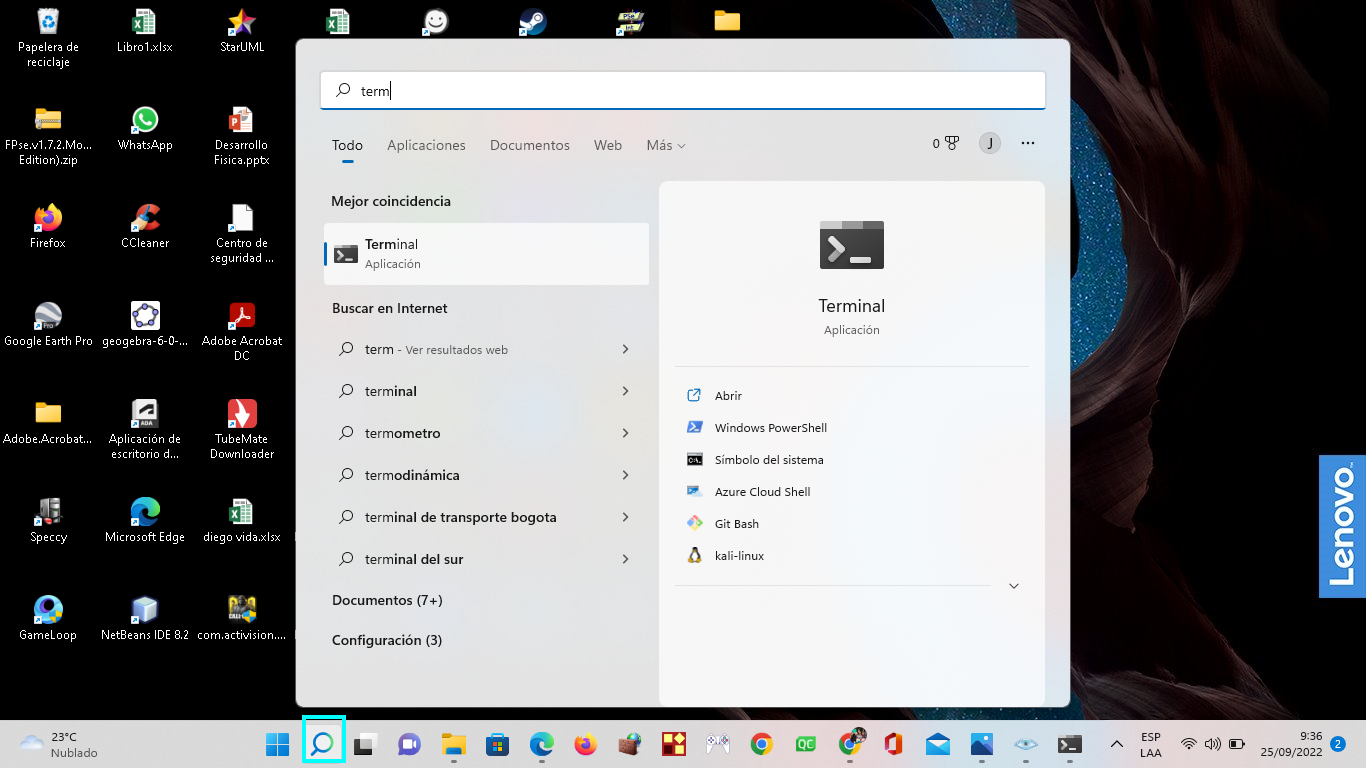 Papelera de
reciclaje
Libro1.xlsx
StarUML
FPse.v1.7.2.Mo...
Edition).zip
WhatsApp
Desarrollo
Fisica.pptx
Firefox
CCleaner
Centro de
seguridad ...
Google Earth Pro
geogebra-6-0-...
Adobe Acrobat
DC
Adobe.Acrobat...
Aplicación de
escritorio d...
TubeMate
Downloader
Speccy
Microsoft Edge
diego vida.xlsx
GameLoop
NetBeans IDE 8.2
com.activision....
term
Todo
Aplicaciones
Documentos
Web
Más
0
J
Mejor coincidencia
Terminal
Aplicación
Buscar en Internet
term - Ver resultados web
terminal
termometro
termodinámica
terminal de transporte bogota
terminal del sur
Documentos (7+)
Configuración (3)
Terminal
Aplicación
Abrir
Windows PowerShell
Símbolo del sistema
Azure Cloud Shell
Git Bash
kali-linux
Lenovo
23°C
Nublado
QC
ESP
LAA
9:36
25/09/2022
2